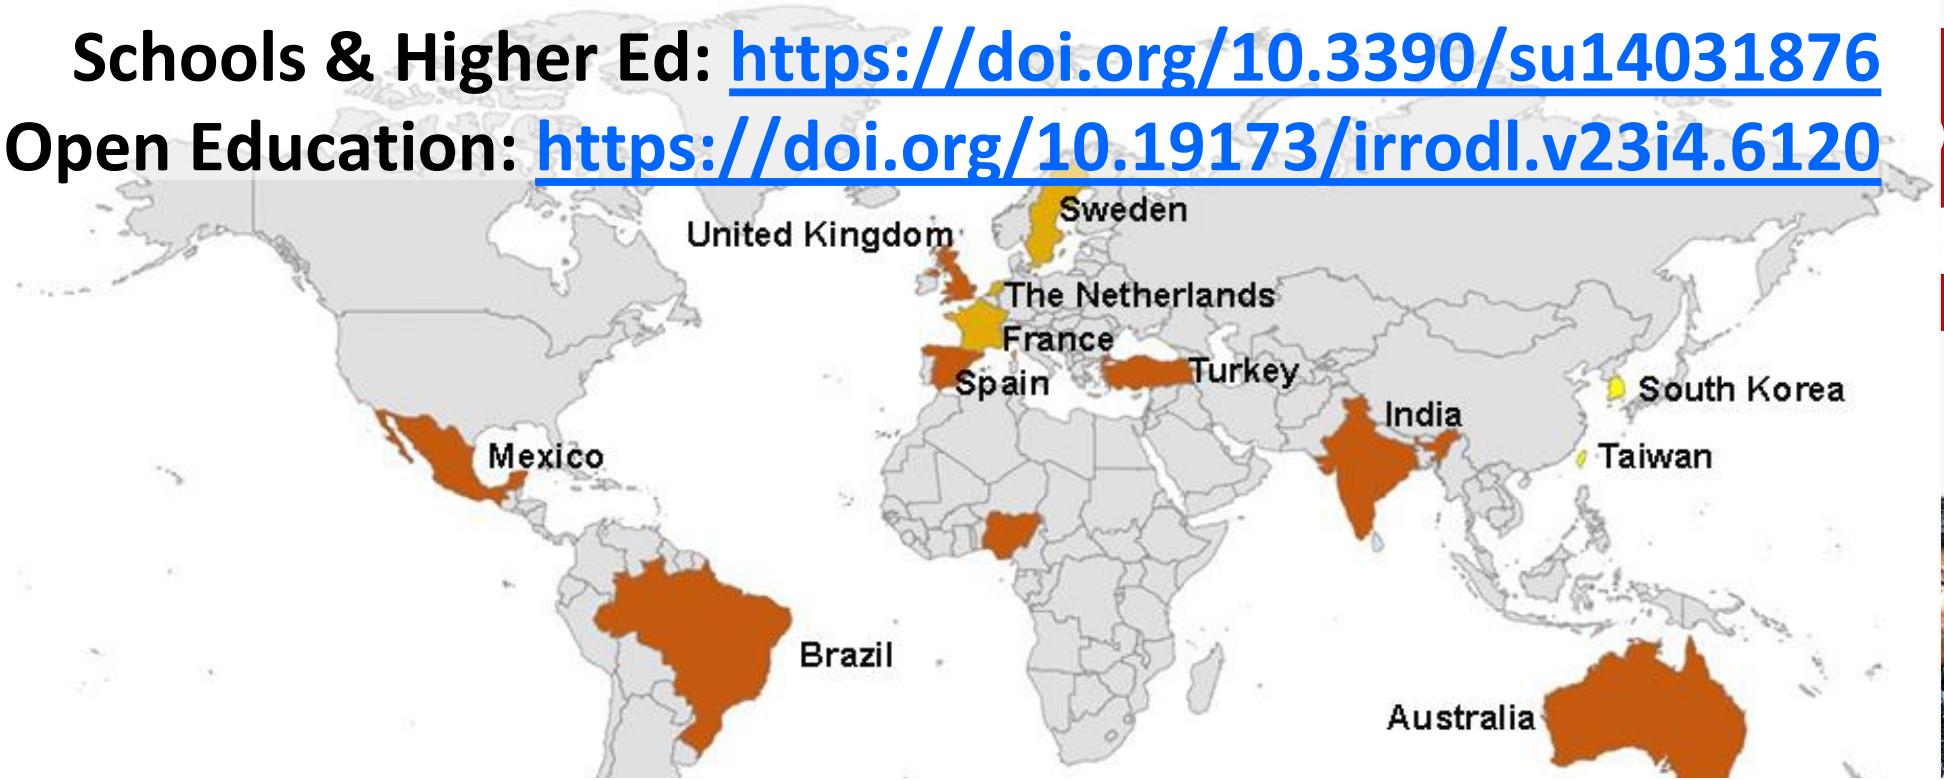 Schools & Higher Ed: https://doi.org/10.3390/su14031876
Open Education: https://doi.org/10.19173/irrodl.v23i4.6120
Sweden
United Kingdom
The Netherlands
France
Turkey
Spain
South Korea
India
Mexico
Taiwan
Brazil
Australia